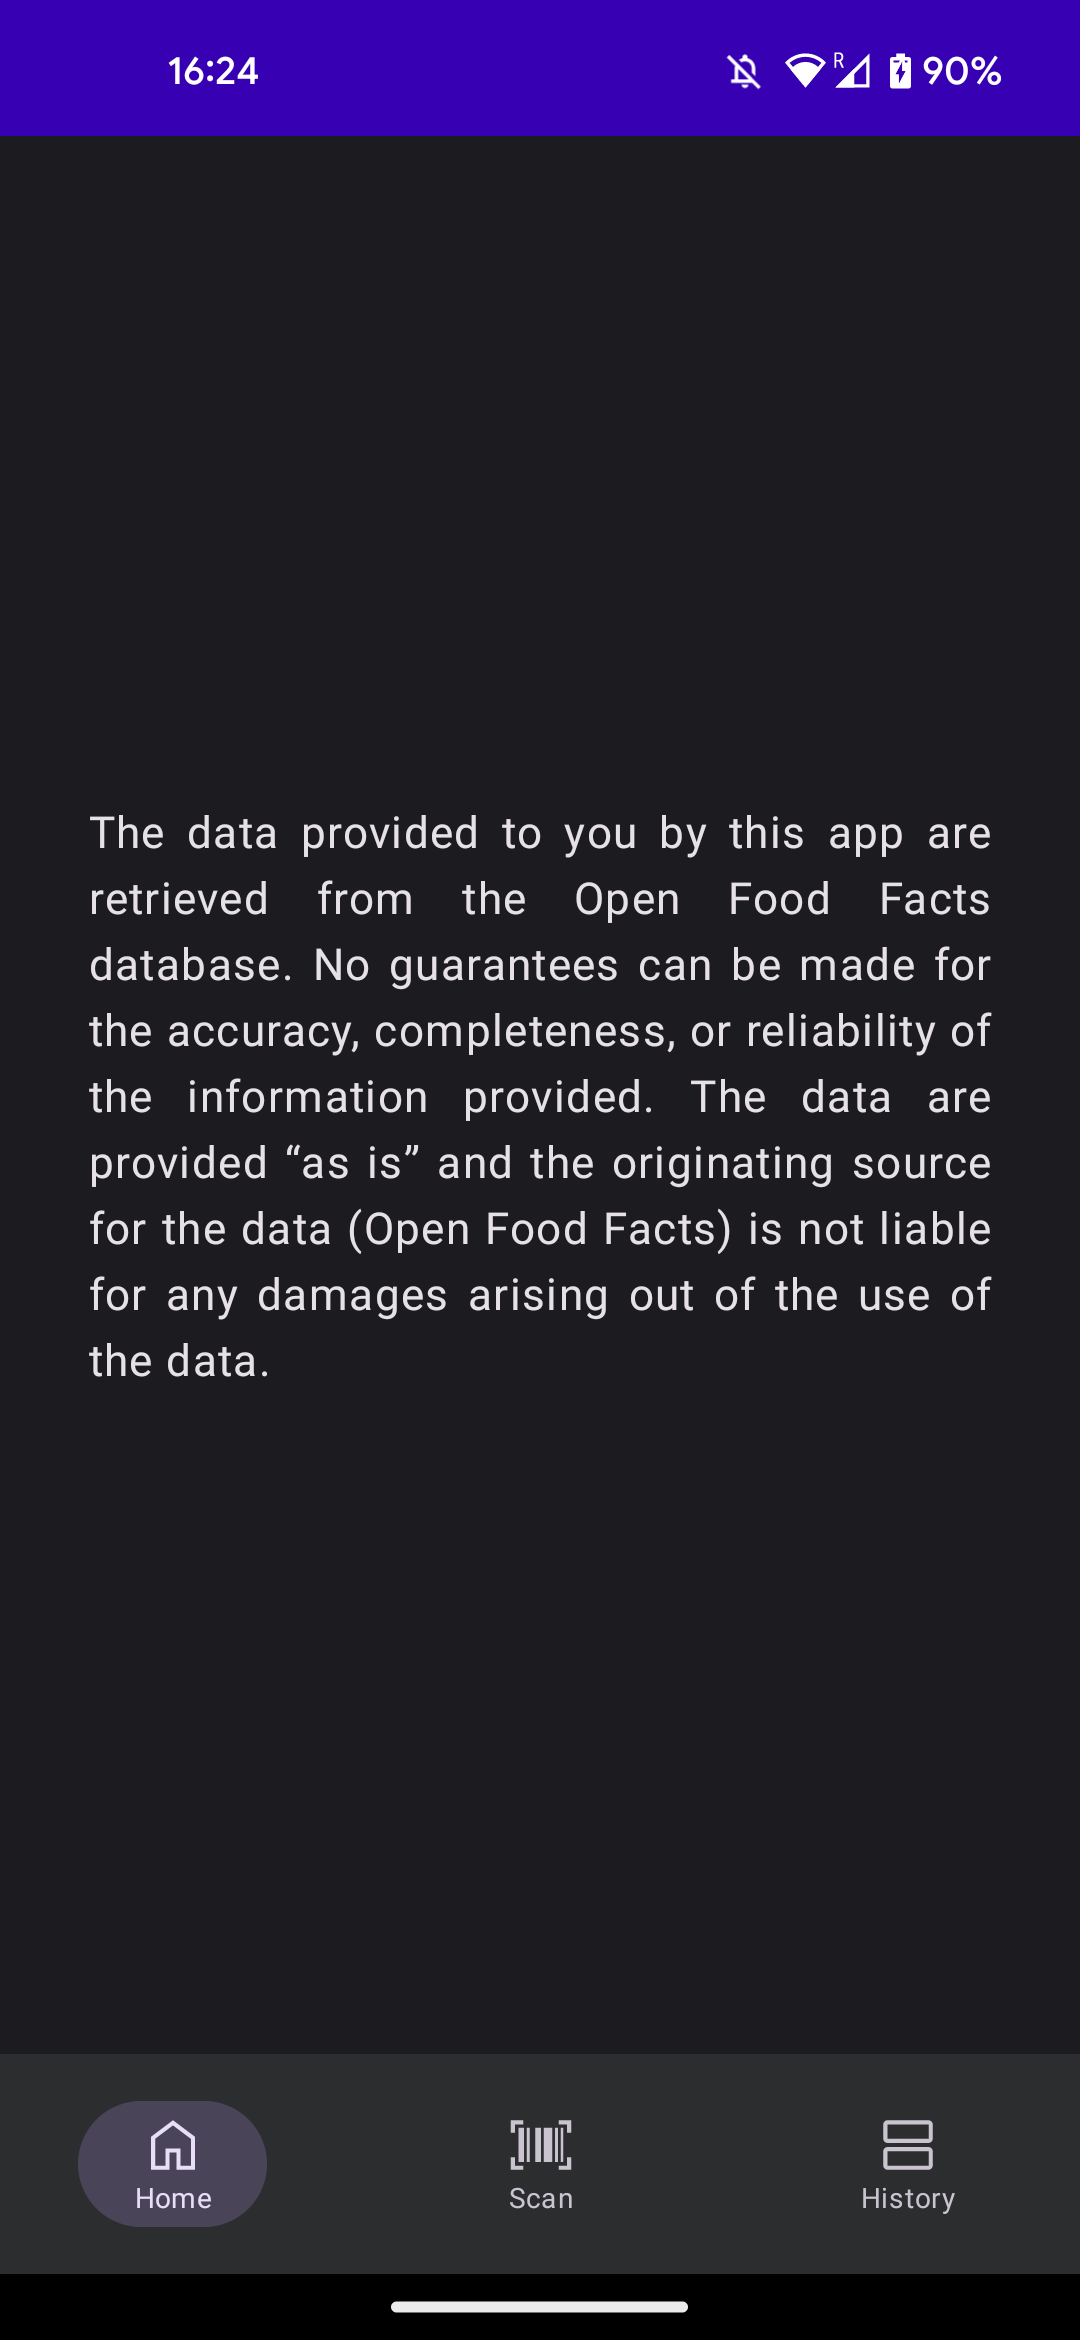 16:24
R
90%
The data provided to you by this app are
retrieved from the Open Food Facts
database. No guarantees can be made for
the accuracy, completeness, or reliability of
the information provided. The data are
provided “as is” and the originating source
for the data (Open Food Facts) is not liable
for any damages arising out of the use of
the data.
Home
Scan
History